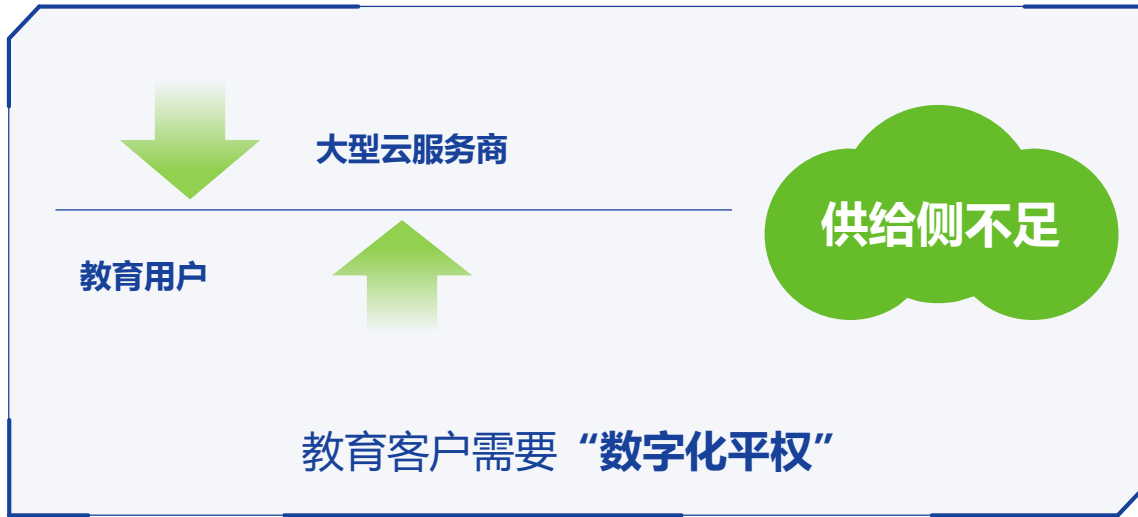 大型云服务商
供给侧不足
教育用户
教育客户需要“数字化平权”